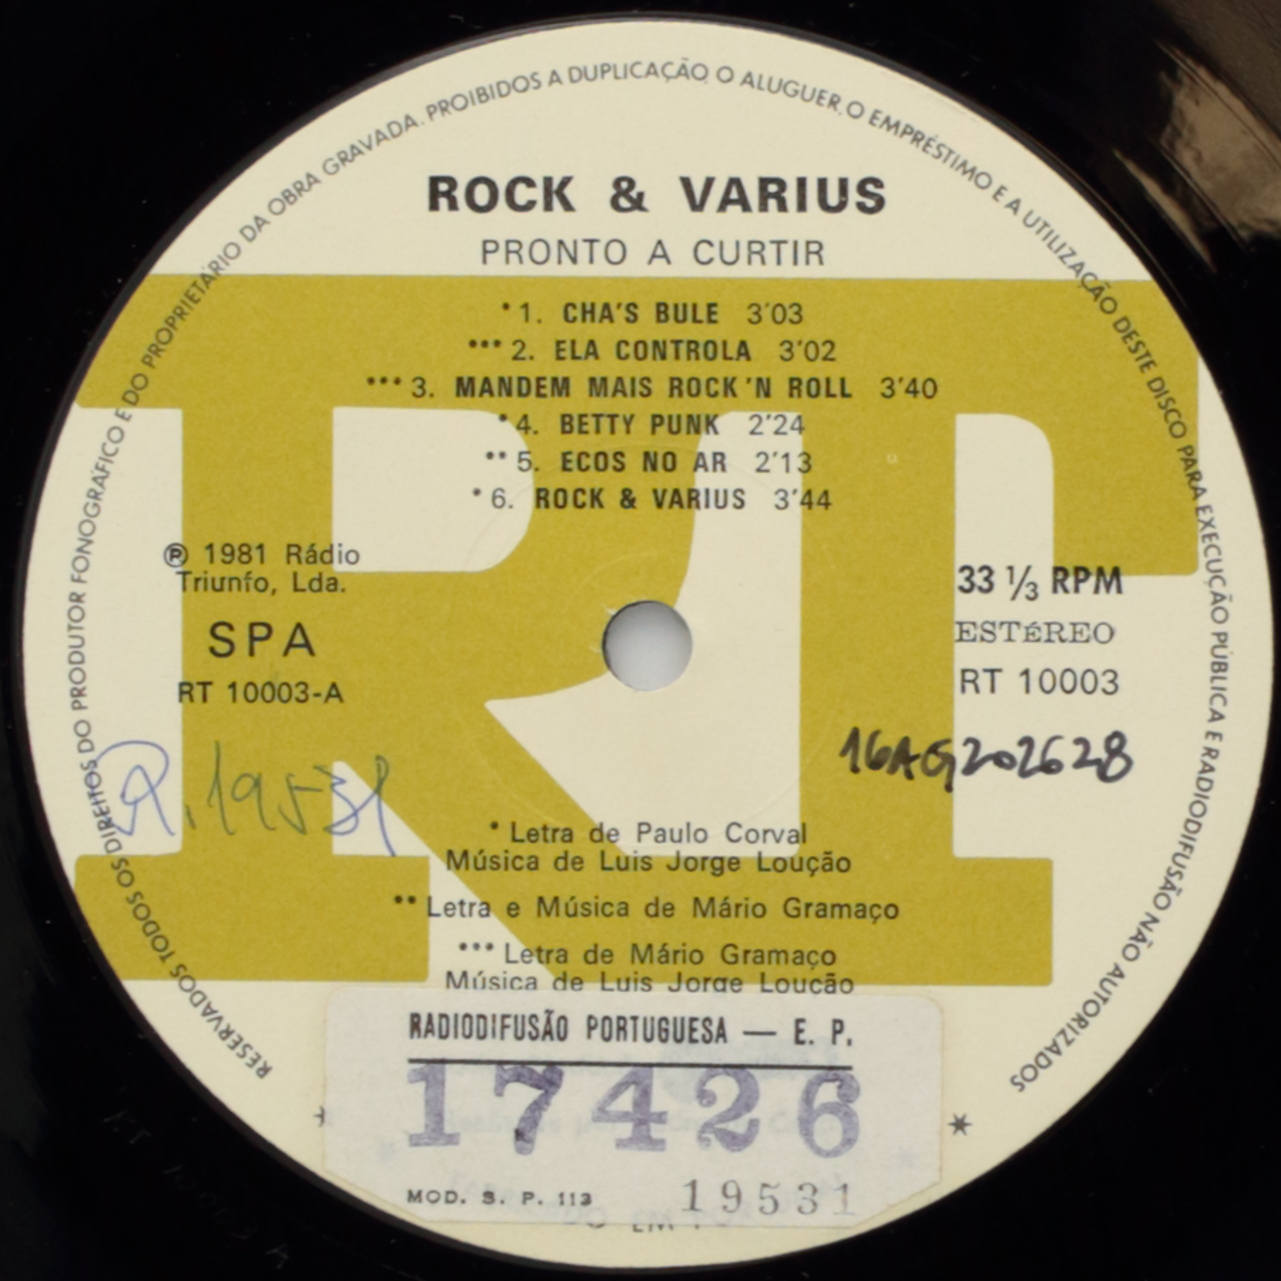 RESERVADOS TODOS OS DIREITOS DO PRODUTOR FONOGRÁFICO E DO PROPRIETÁRIO DA OBRA GRAVADA. PROIBIDOS A DUPLICAÇÃO, O ALUGUER, O EMPRÉSTIMO E A UTILIZAÇÃO DESTE DISCO PARA EXECUÇÃO PÚBLICA E RADIODIFUSÃO NÃO AUTORIZADOS
ROCK & VARIUS
PRONTO A CURTIR
* 1. CHA'S BULE 3'03
*** 2. ELA CONTROLA 3'02
*** 3. MANDEM MAIS ROCK'N ROLL 3'40
* 4. BETTY PUNK 2'24
** 5. ECOS NO AR 2'13
* 6. ROCK & VARIUS 3'44
℗ 1981 Rádio
Triunfo, Lda.
SPA
RT 10003-A
33 1/3 RPM
ESTÉREO
RT 10003
R. 19531
16AG202628
* Letra de Paulo Corval
Música de Luis Jorge Loução
** Letra e Música de Mário Gramaço
*** Letra de Mário Gramaço
Música de Luis Jorge Loução
RADIODIFUSÃO PORTUGUESA — E. P.
17426
MOD. S. P. 113 19531